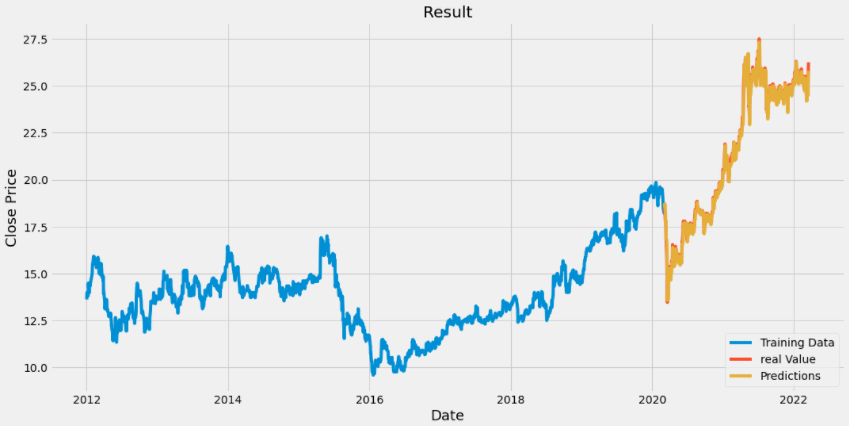 Result
Close Price
27.5
25.0
22.5
20.0
17.5
15.0
12.5
10.0
Training Data
real Value
Predictions
2012 2014 2016 2018 2020 2022
Date